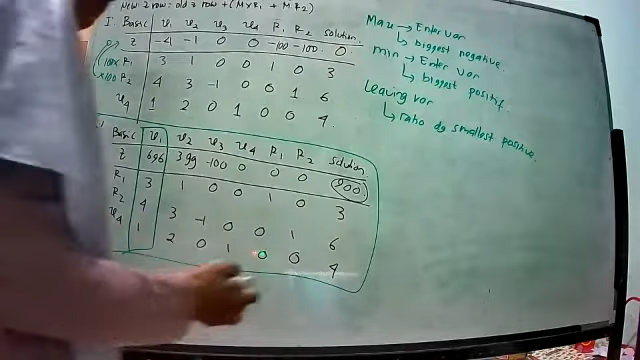 New z row: old z row + (M×R1 + M×R2)
I Basic x1 x2 x3 x4 R1 R2 solution
z -4 -1 0 0 -100 -100 0
100× R1 3 1 0 0 1 0 3
×100 R2 4 3 -1 0 0 1 6
x4 1 2 0 1 0 0 4
Basic x1 x2 x3 x4 R1 R2 solution
z 696 399 -100 0 0 0 900
R1 3 1 0 0 1 0 3
R2 4 3 -1 0 0 1 6
x4 1 2 0 1 0 0 4
Max → Enter var
↳ biggest negative.
min → Enter var
↳ biggest positif.
Leaving var
↳ ratio dg smallest positive.